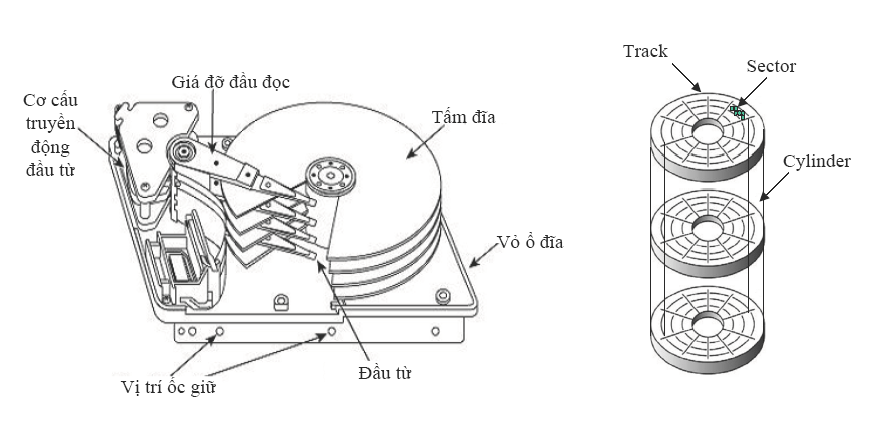 Giá đỡ đầu đọc
Cơ cấu
truyền
động
đầu từ
Tấm đĩa
Vỏ ổ đĩa
Đầu từ
Vị trí ốc giữ
Track
Sector
Cylinder